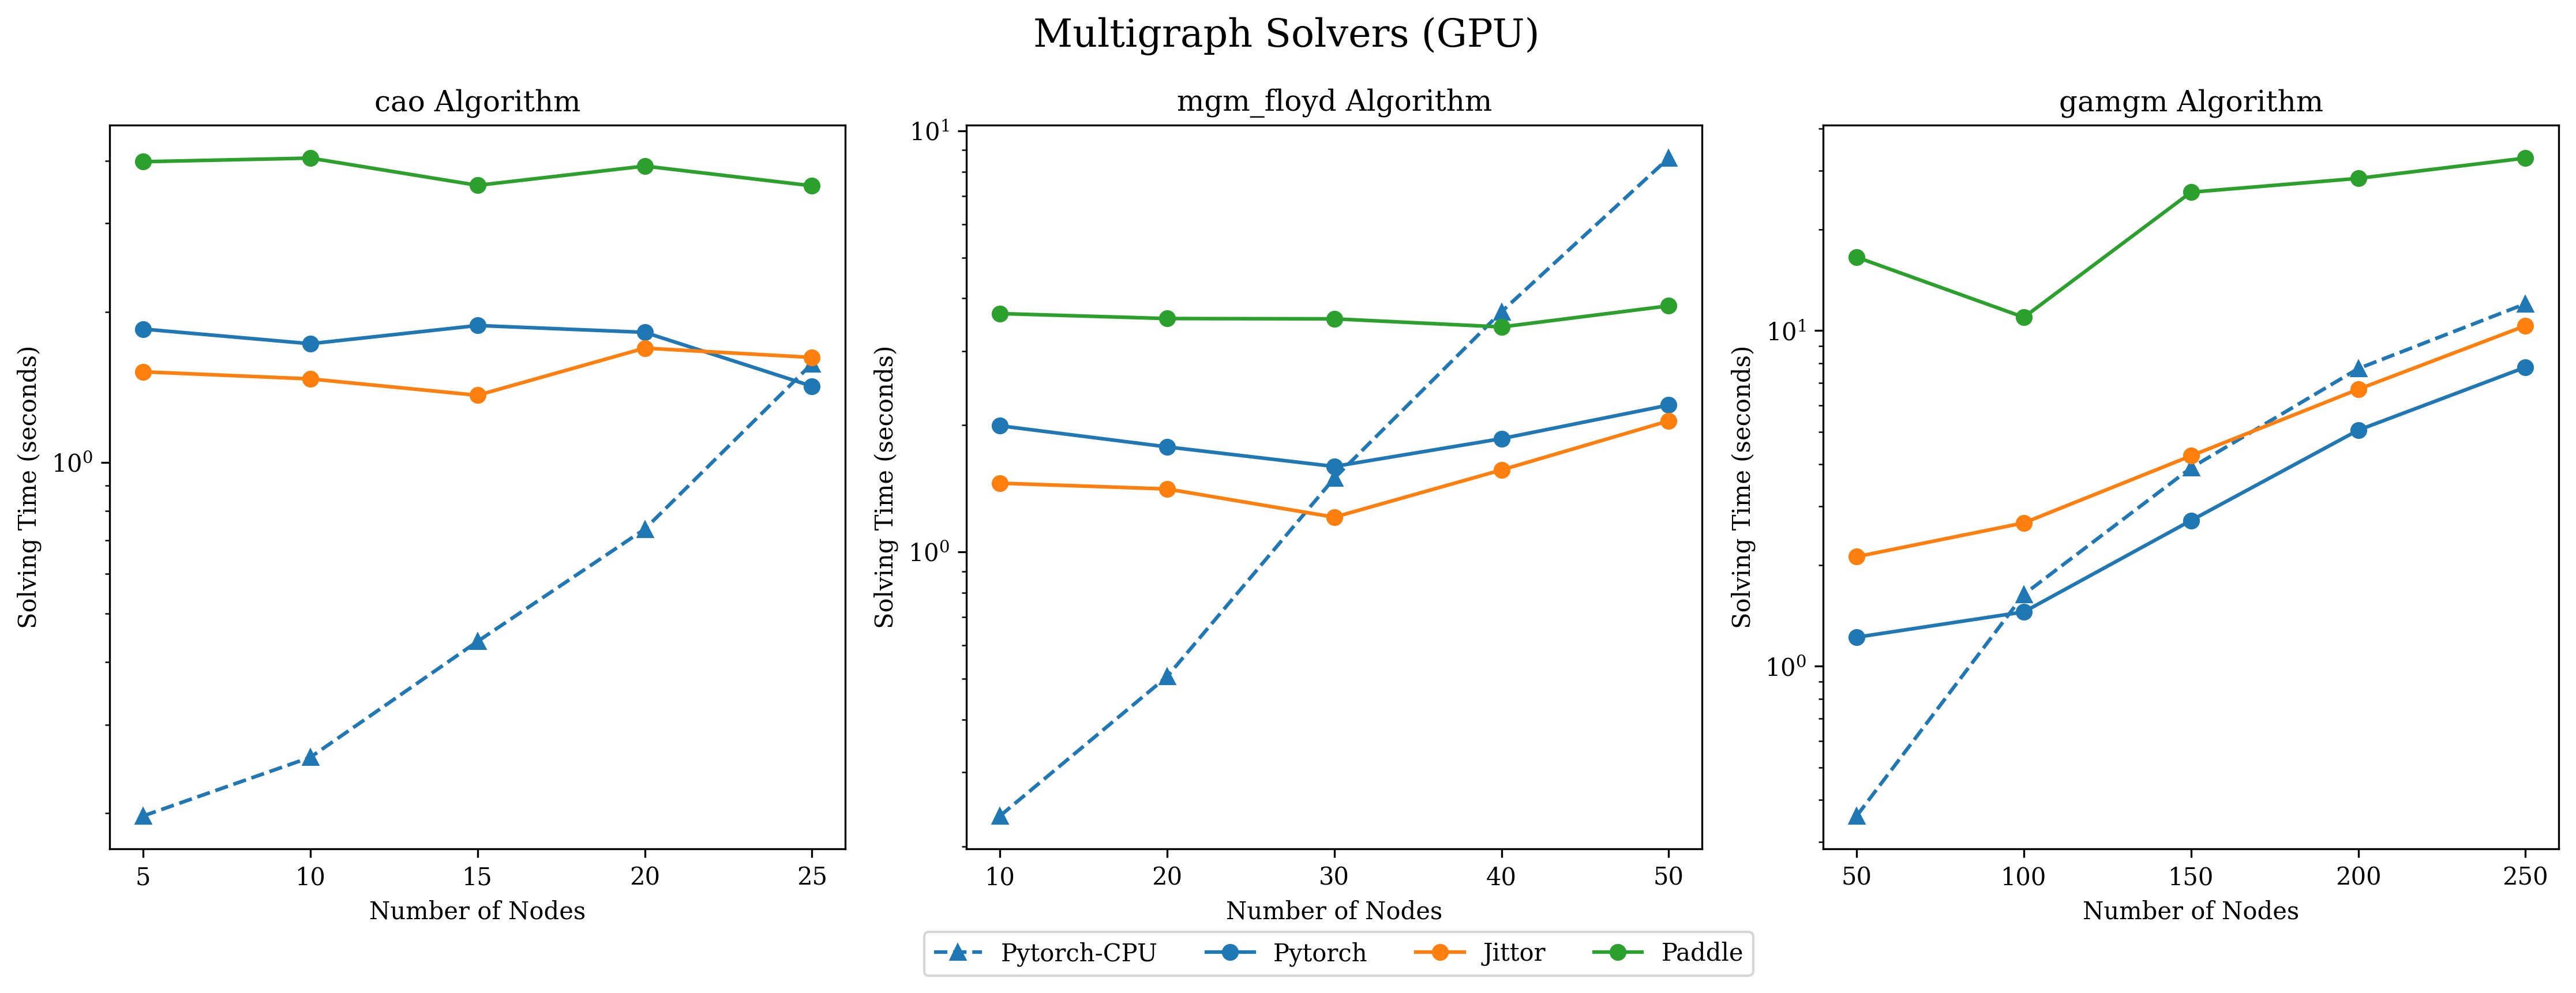 Multigraph Solvers (GPU)
cao Algorithm
Solving Time (seconds)
10^0
5 10 15 20 25
Number of Nodes
mgm_floyd Algorithm
Solving Time (seconds)
10^1
10^0
10 20 30 40 50
Number of Nodes
gamgm Algorithm
Solving Time (seconds)
10^1
10^0
50 100 150 200 250
Number of Nodes
Pytorch-CPU Pytorch Jittor Paddle